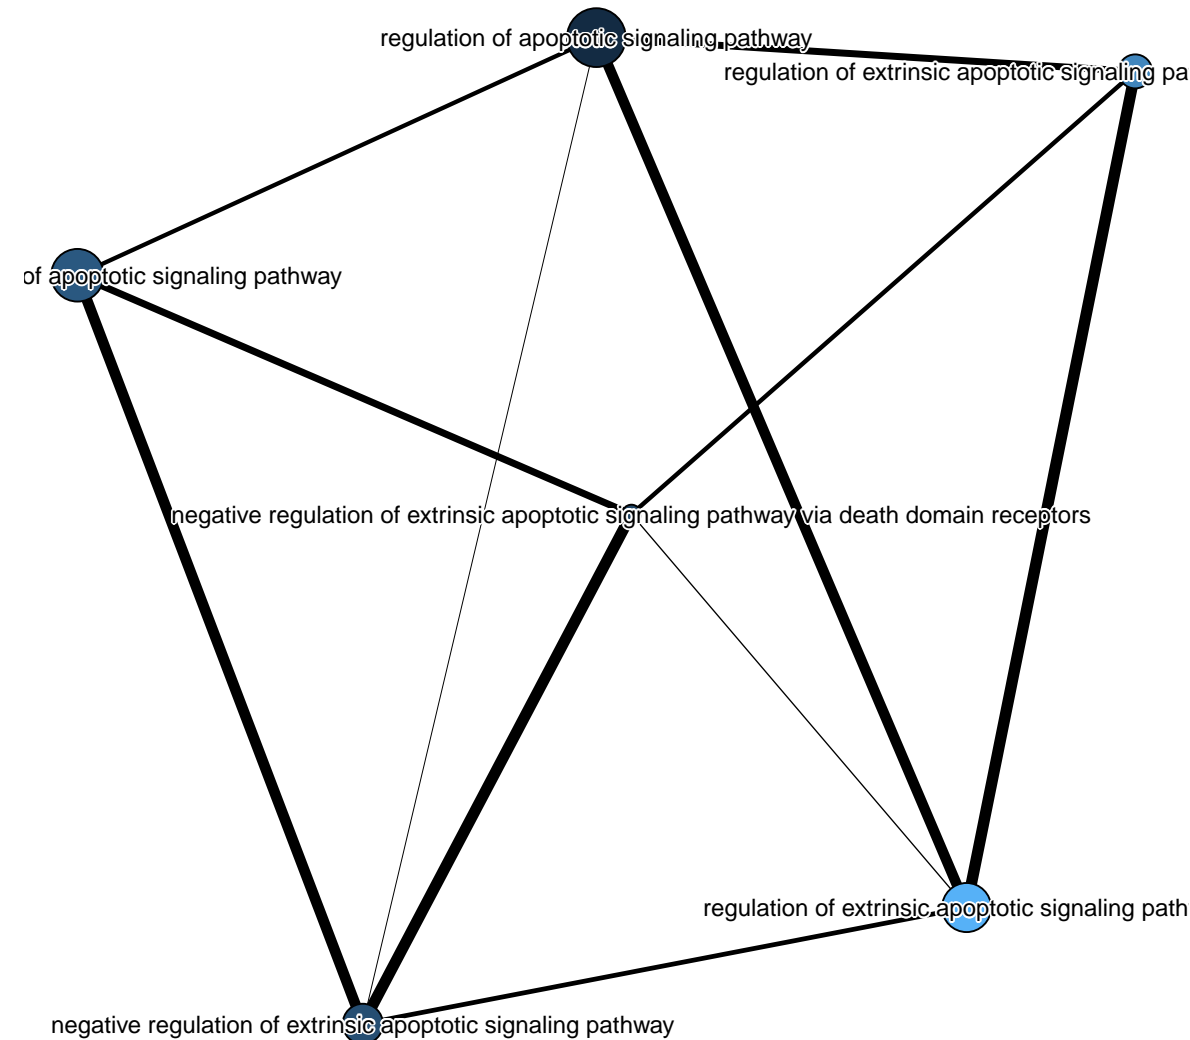 regulation of apoptotic signaling pathway
regulation of extrinsic apoptotic signaling pa
of apoptotic signaling pathway
negative regulation of extrinsic apoptotic signaling pathway via death domain receptors
regulation of extrinsic apoptotic signaling path
negative regulation of extrinsic apoptotic signaling pathway